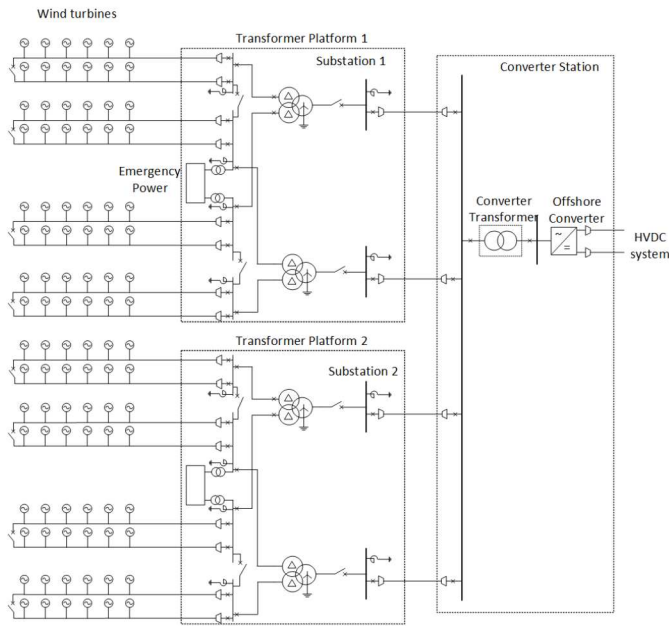 Wind turbines
Transformer Platform 1
Substation 1
Converter Station
Emergency
Power
Converter
Transformer
Offshore
Converter
HVDC
system
Transformer Platform 2
Substation 2